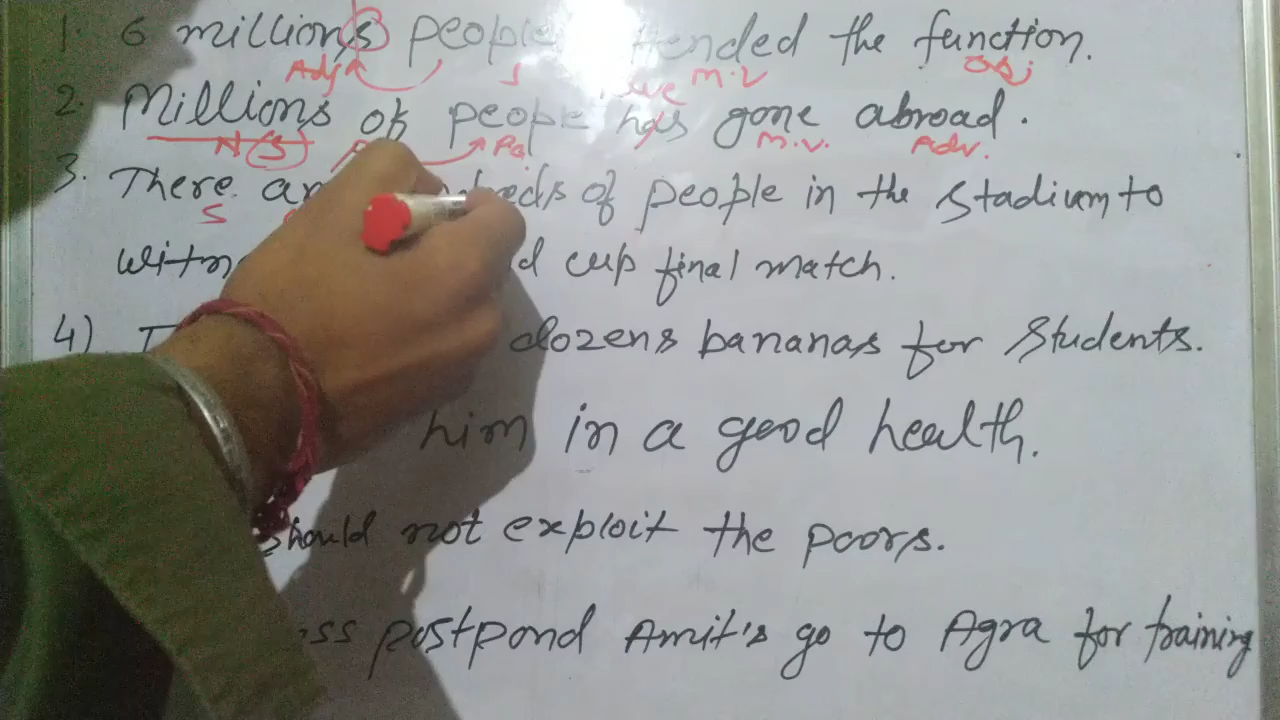 1. 6 millions people the function.
Adj S M.V Obj
2. Millions of people has gone abroad.
N(S) M.V. Adv.
3. There of people in the stadium to
S
cup final match.
4) dozens bananas for students.
him in a good health.
should not exploit the poors.
postpond Amit's go to Agra for training